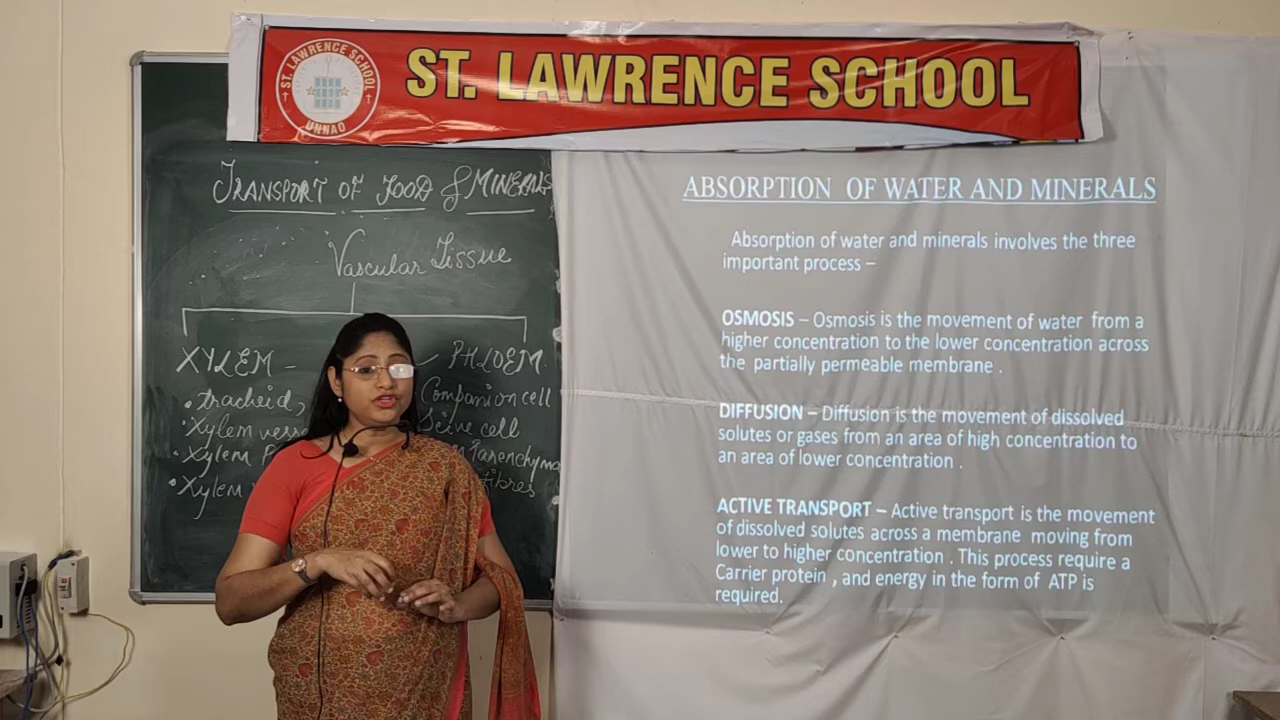 ST. LAWRENCE SCHOOL
UNNAO
ST. LAWRENCE SCHOOL
TRANSPORT OF FOOD & MINERALS
Vascular Tissue
XYLEM -
• tracheid,
• Xylem vesse
• Xylem P
• Xylem
PHLOEM
Companion cell
Seive cell
Parenchyma
fibres
ABSORPTION OF WATER AND MINERALS
Absorption of water and minerals involves the three
important process –
OSMOSIS – Osmosis is the movement of water from a
higher concentration to the lower concentration across
the partially permeable membrane .
DIFFUSION – Diffusion is the movement of dissolved
solutes or gases from an area of high concentration to
an area of lower concentration .
ACTIVE TRANSPORT – Active transport is the movement
of dissolved solutes across a membrane moving from
lower to higher concentration . This process require a
Carrier protein , and energy in the form of ATP is
required.